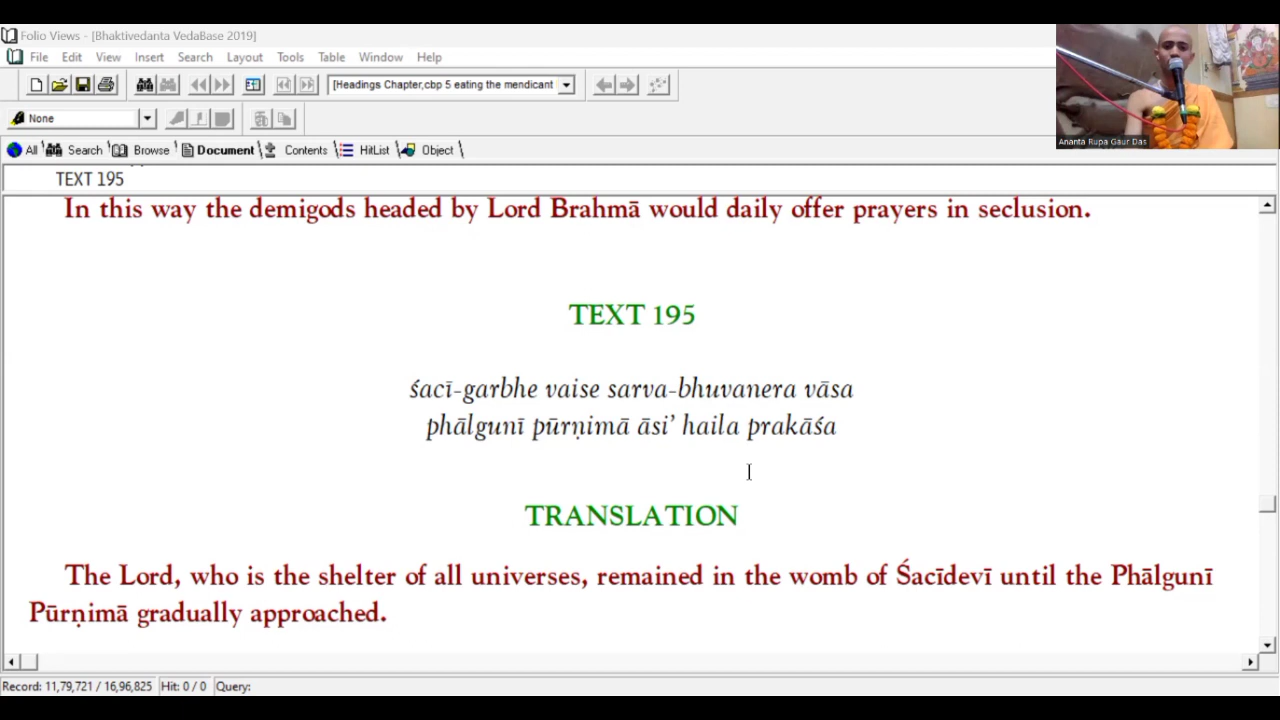 Folio Views - [Bhaktivedanta VedaBase 2019]
File Edit View Insert Search Layout Tools Table Window Help
[Headings Chapter,cbp 5 eating the mendicant
None
All Search Browse Document Contents HitList Object
TEXT 195
In this way the demigods headed by Lord Brahmā would daily offer prayers in seclusion.
TEXT 195
śacī-garbhe vaise sarva-bhuvanera vāsa
phālgunī pūrṇimā āsi’ haila prakāśa
TRANSLATION
The Lord, who is the shelter of all universes, remained in the womb of Śacīdevī until the Phālgunī
Pūrṇimā gradually approached.
Record: 11,79,721 / 16,96,825 Hit: 0 / 0 Query:
Ananta Rupa Gaur Das